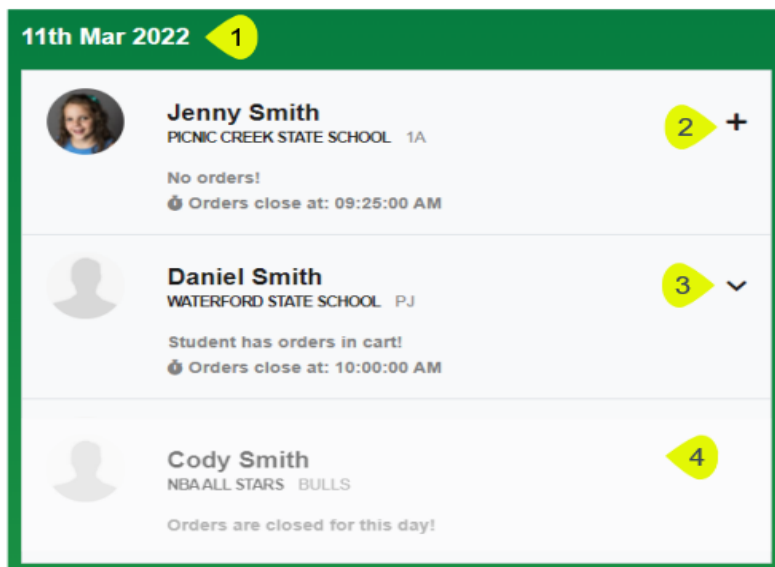 11th Mar 2022 1
Jenny Smith
PICNIC CREEK STATE SCHOOL 1A
2 +
No orders!
Orders close at: 09:25:00 AM
Daniel Smith
WATERFORD STATE SCHOOL PJ
3
Student has orders in cart!
Orders close at: 10:00:00 AM
Cody Smith
4
NBA ALL STARS BULLS
Orders are closed for this day!